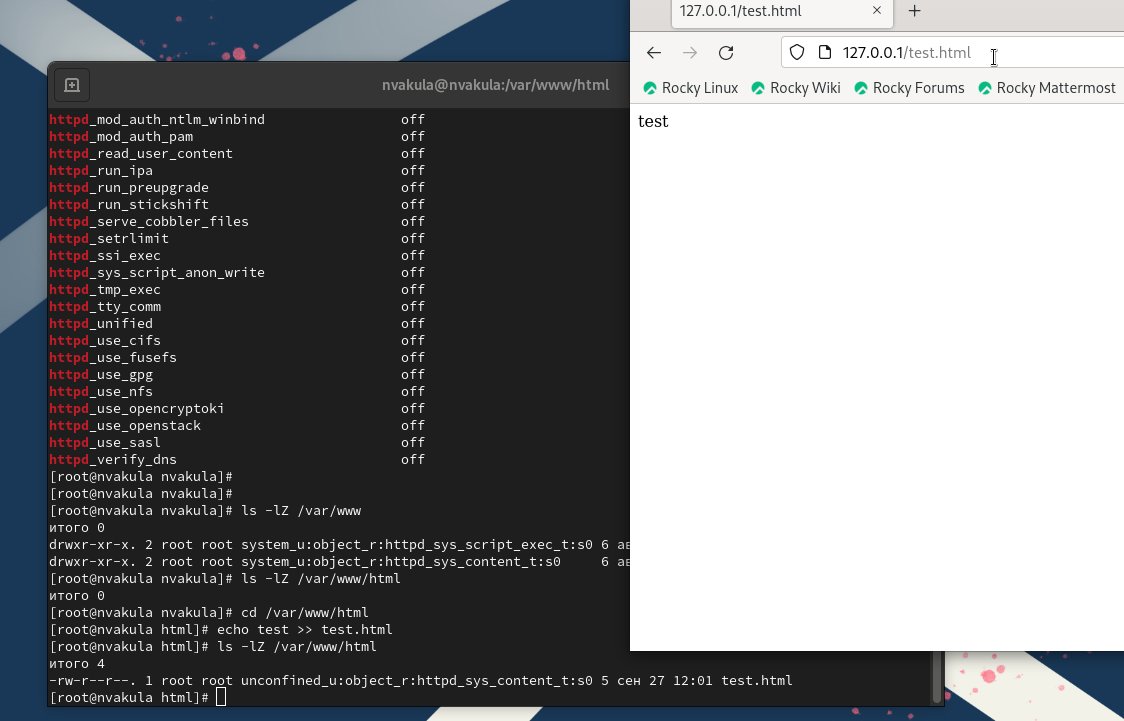 nvakula@nvakula:/var/www/html
httpd_mod_auth_ntlm_winbind off
httpd_mod_auth_pam off
httpd_read_user_content off
httpd_run_ipa off
httpd_run_preupgrade off
httpd_run_stickshift off
httpd_serve_cobbler_files off
httpd_setrlimit off
httpd_ssi_exec off
httpd_sys_script_anon_write off
httpd_tmp_exec off
httpd_tty_comm off
httpd_unified off
httpd_use_cifs off
httpd_use_fusefs off
httpd_use_gpg off
httpd_use_nfs off
httpd_use_opencryptoki off
httpd_use_openstack off
httpd_use_sasl off
httpd_verify_dns off
[root@nvakula nvakula]#
[root@nvakula nvakula]#
[root@nvakula nvakula]# ls -lZ /var/www
итого 0
drwxr-xr-x. 2 root root system_u:object_r:httpd_sys_script_exec_t:s0 6
drwxr-xr-x. 2 root root system_u:object_r:httpd_sys_content_t:s0 6
[root@nvakula nvakula]# ls -lZ /var/www/html
итого 0
[root@nvakula nvakula]# cd /var/www/html
[root@nvakula html]# echo test >> test.html
[root@nvakula html]# ls -lZ /var/www/html
итого 4
-rw-r--r--. 1 root root unconfined_u:object_r:httpd_sys_content_t:s0 5 сен 27 12:01 test.html
[root@nvakula html]#
127.0.0.1/test.html
127.0.0.1/test.html
Rocky Linux Rocky Wiki Rocky Forums Rocky Mattermost
test